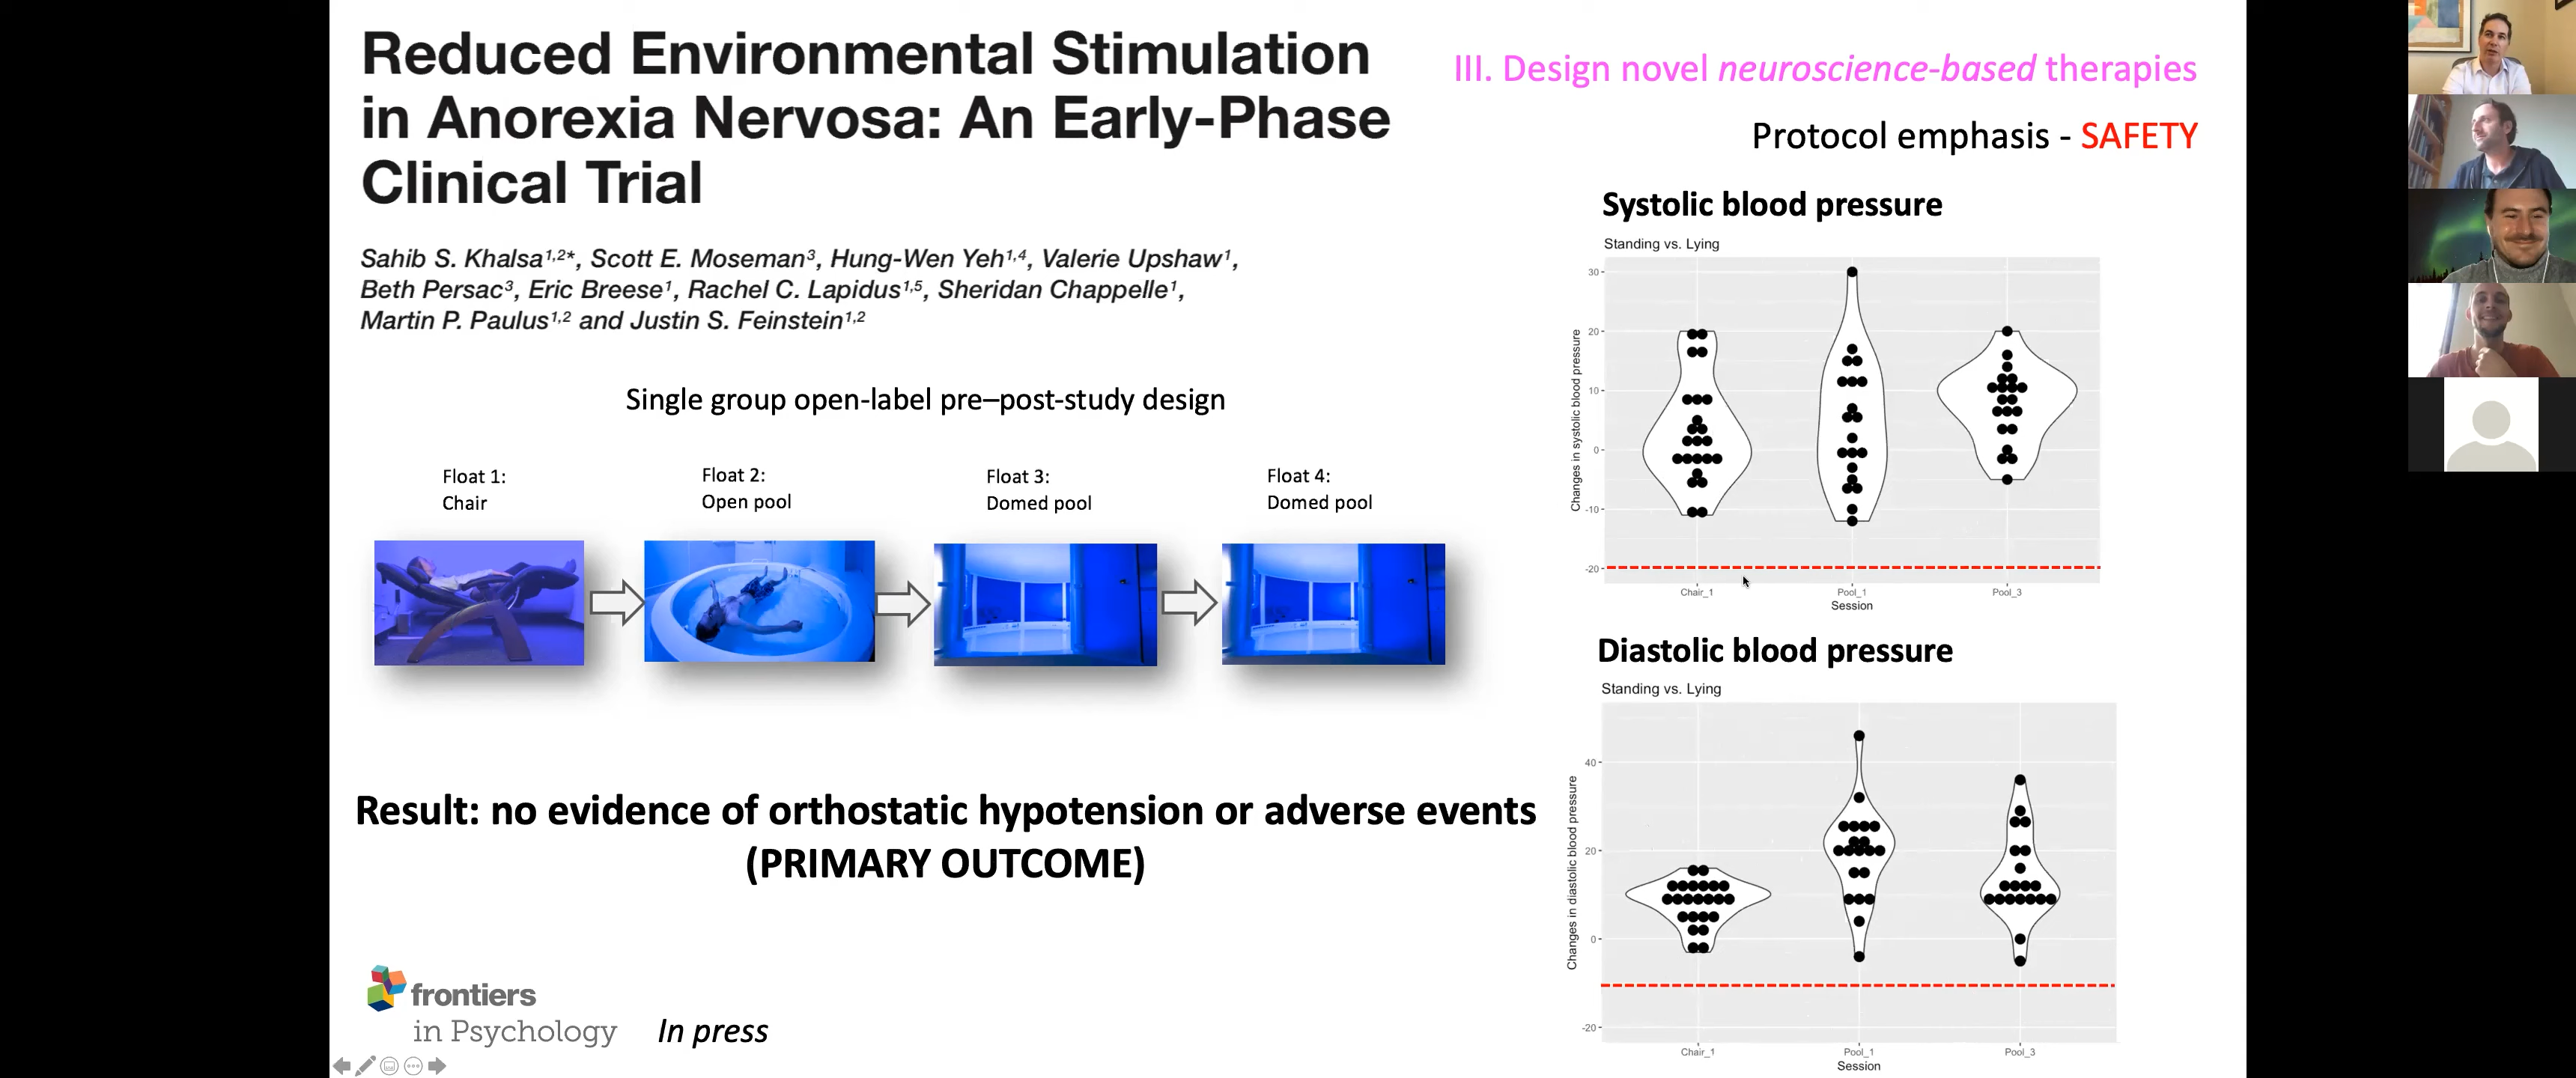 Reduced Environmental Stimulation
in Anorexia Nervosa: An Early-Phase
Clinical Trial
Sahib S. Khalsa1,2*, Scott E. Moseman3, Hung-Wen Yeh1,4, Valerie Upshaw1,
Beth Persac3, Eric Breese1, Rachel C. Lapidus1,5, Sheridan Chappelle1,
Martin P. Paulus1,2 and Justin S. Feinstein1,2
Single group open-label pre–post-study design
Float 1:
Chair
Float 2:
Open pool
Float 3:
Domed pool
Float 4:
Domed pool
Result: no evidence of orthostatic hypotension or adverse events
(PRIMARY OUTCOME)
frontiers
in Psychology
In press
III. Design novel neuroscience-based therapies
Protocol emphasis - SAFETY
Systolic blood pressure
Standing vs. Lying
Changes in systolic blood pressure
30
20
10
0
-10
-20
Chair_1
Pool_1
Pool_3
Session
Diastolic blood pressure
Standing vs. Lying
Changes in diastolic blood pressure
40
20
0
-20
Chair_1
Pool_1
Pool_3
Session